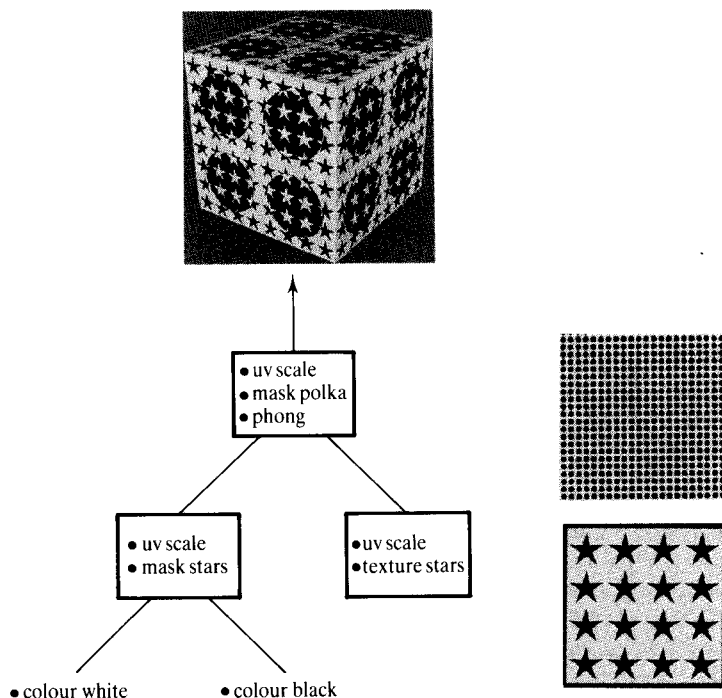 • uv scale
• mask polka
• phong
• uv scale
• mask stars
• uv scale
• texture stars
• colour white
• colour black